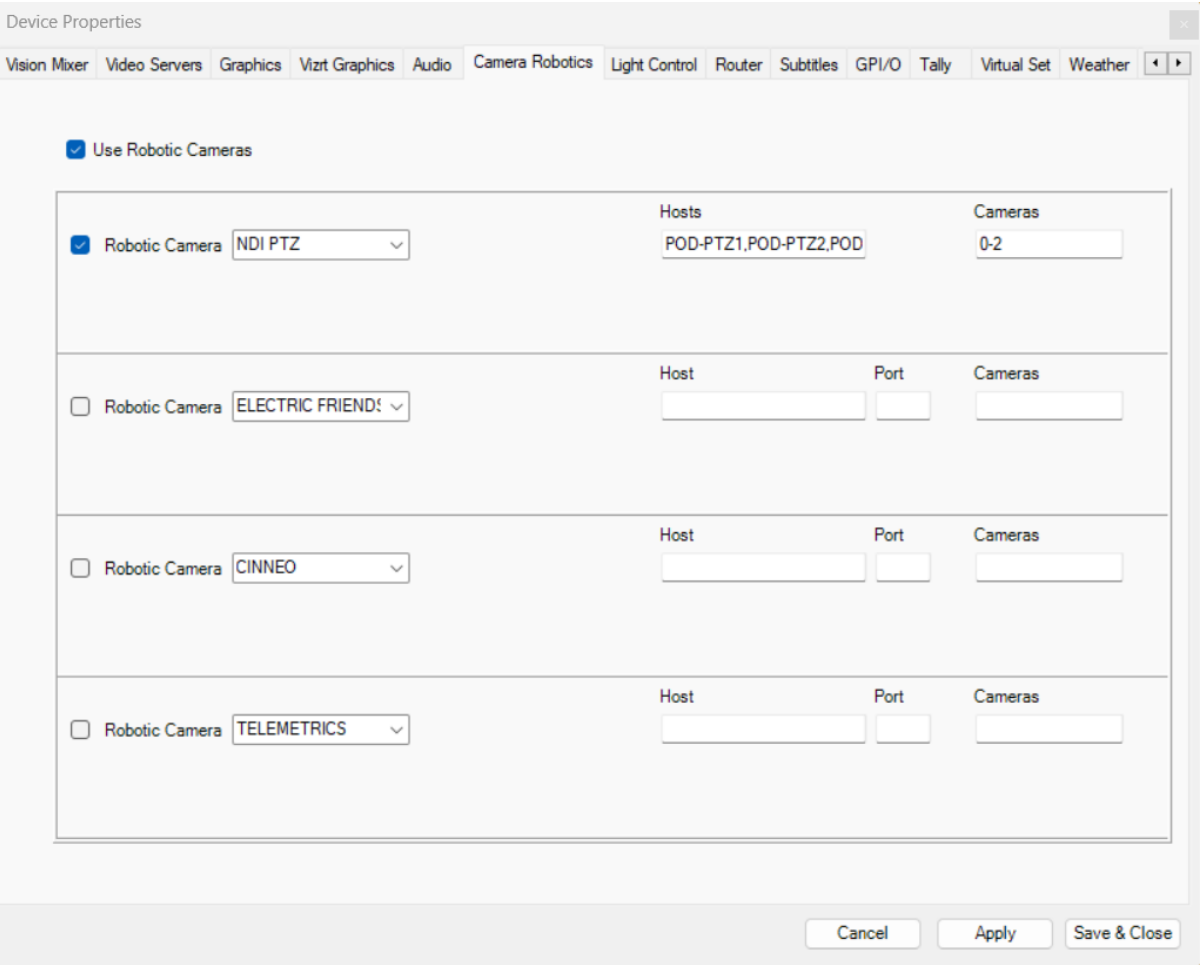 Device Properties
Vision Mixer Video Servers Graphics Vizrt Graphics Audio Camera Robotics Light Control Router Subtitles GPI/O Tally Virtual Set Weather
Use Robotic Cameras
Hosts Cameras
Robotic Camera NDI PTZ POD-PTZ1,POD-PTZ2,POD 0-2
Host Port Cameras
Robotic Camera ELECTRIC FRIENDS
Host Port Cameras
Robotic Camera CINNEO
Host Port Cameras
Robotic Camera TELEMETRICS
Cancel Apply Save & Close